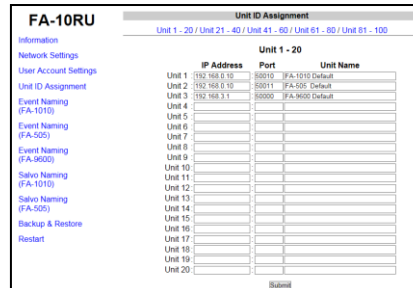 FA-10RU
Information
Network Settings
User Account Settings
Unit ID Assignment
Event Naming
(FA-1010)
Event Naming
(FA-505)
Event Naming
(FA-9600)
Salvo Naming
(FA-1010)
Salvo Naming
(FA-505)
Backup & Restore
Restart
Unit ID Assignment
Unit 1 - 20 / Unit 21 - 40 / Unit 41 - 60 / Unit 61 - 80 / Unit 81 - 100
Unit 1 - 20
IP Address Port Unit Name
Unit 1 : 192.168.0.10 : 50010 FA-1010 Default
Unit 2 : 192.168.0.10 : 50011 FA-505 Default
Unit 3 : 192.168.3.1 : 50000 FA-9600 Default
Unit 4 : :
Unit 5 : :
Unit 6 : :
Unit 7 : :
Unit 8 : :
Unit 9 : :
Unit 10 : :
Unit 11 : :
Unit 12 : :
Unit 13 : :
Unit 14 : :
Unit 15 : :
Unit 16 : :
Unit 17 : :
Unit 18 : :
Unit 19 : :
Unit 20 : :
Submit